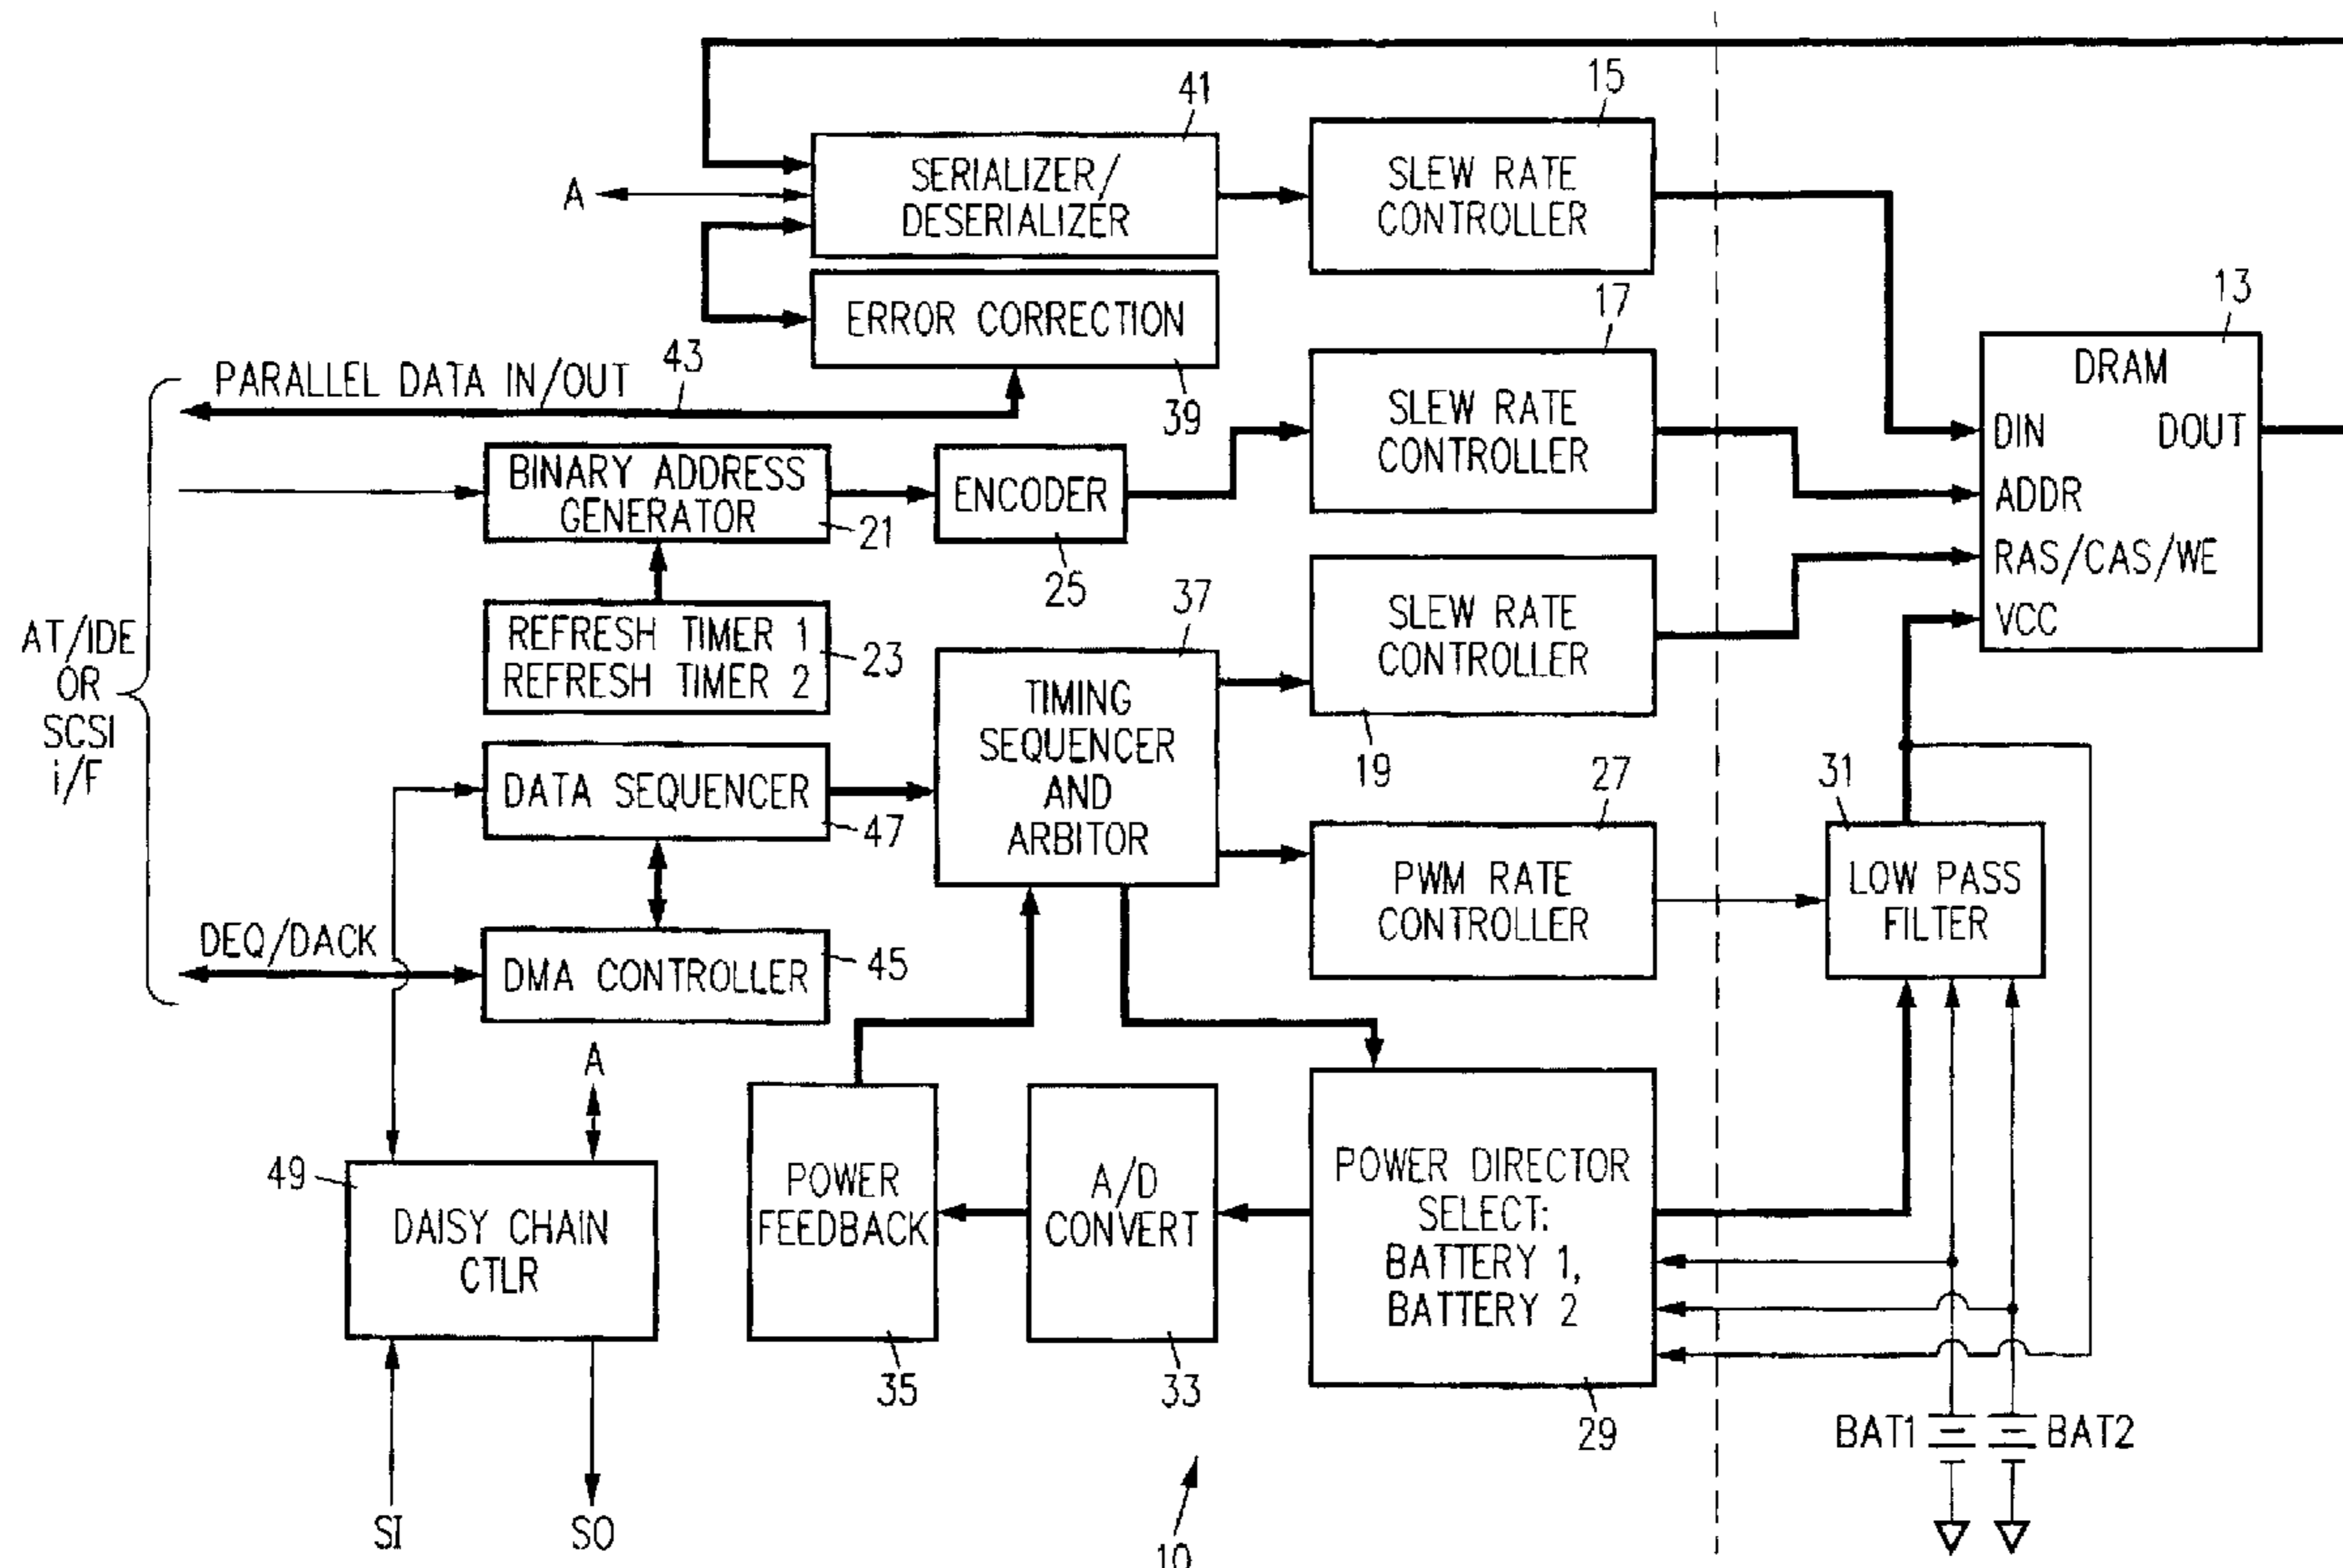 41
15
A
SERIALIZER/
DESERIALIZER
SLEW RATE
CONTROLLER
13
ERROR CORRECTION
17
DRAM
PARALLEL DATA IN/OUT
43
39
SLEW RATE
CONTROLLER
DIN
DOUT
BINARY ADDRESS
GENERATOR
21
ENCODER
25
ADDR
RAS/CAS/WE
VCC
REFRESH TIMER 1
REFRESH TIMER 2
23
37
SLEW RATE
CONTROLLER
19
AT/IDE
OR
SCSI
i/F
TIMING
SEQUENCER
AND
ARBITOR
DATA SEQUENCER
47
27
31
PWM RATE
CONTROLLER
LOW PASS
FILTER
DEQ/DACK
DMA CONTROLLER
45
A
49
DAISY CHAIN
CTLR
POWER
FEEDBACK
35
A/D
CONVERT
33
POWER DIRECTOR
SELECT:
BATTERY 1,
BATTERY 2
29
BAT1
BAT2
SI
SO
10